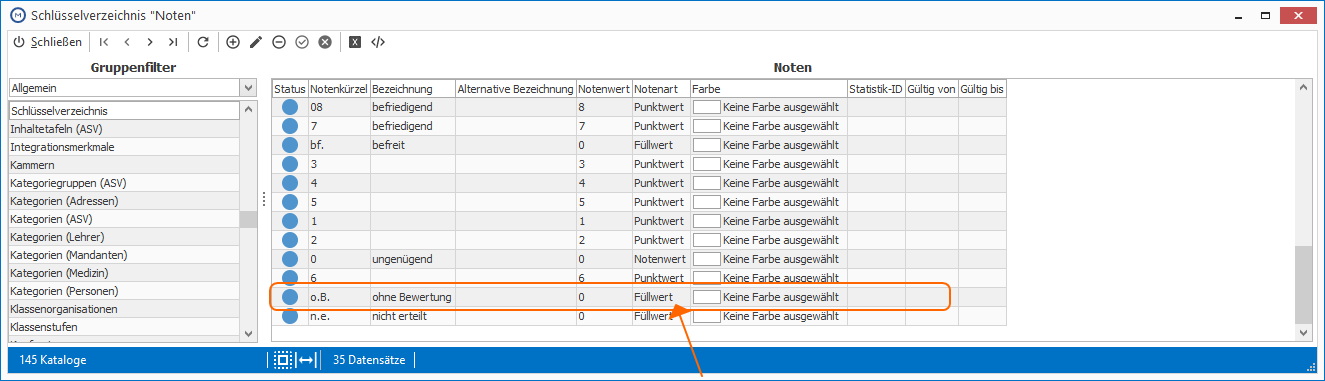 Schlüsselverzeichnis "Noten"
Schließen
Gruppenfilter
Allgemein
Schlüsselverzeichnis
Inhaltetafeln (ASV)
Integrationsmerkmale
Kammern
Kategoriegruppen (ASV)
Kategorien (Adressen)
Kategorien (ASV)
Kategorien (Lehrer)
Kategorien (Mandanten)
Kategorien (Medizin)
Kategorien (Personen)
Klassenorganisationen
Klassenstufen
Noten
Status Notenkürzel Bezeichnung Alternative Bezeichnung Notenwert Notenart Farbe Statistik-ID Gültig von Gültig bis
08 befriedigend 8 Punktwert Keine Farbe ausgewählt
7 befriedigend 7 Punktwert Keine Farbe ausgewählt
bf. befreit 0 Füllwert Keine Farbe ausgewählt
3 3 Punktwert Keine Farbe ausgewählt
4 4 Punktwert Keine Farbe ausgewählt
5 5 Punktwert Keine Farbe ausgewählt
1 1 Punktwert Keine Farbe ausgewählt
2 2 Punktwert Keine Farbe ausgewählt
0 ungenügend 0 Notenwert Keine Farbe ausgewählt
6 6 Punktwert Keine Farbe ausgewählt
o.B. ohne Bewertung 0 Füllwert Keine Farbe ausgewählt
n.e. nicht erteilt 0 Füllwert Keine Farbe ausgewählt
145 Kataloge 35 Datensätze